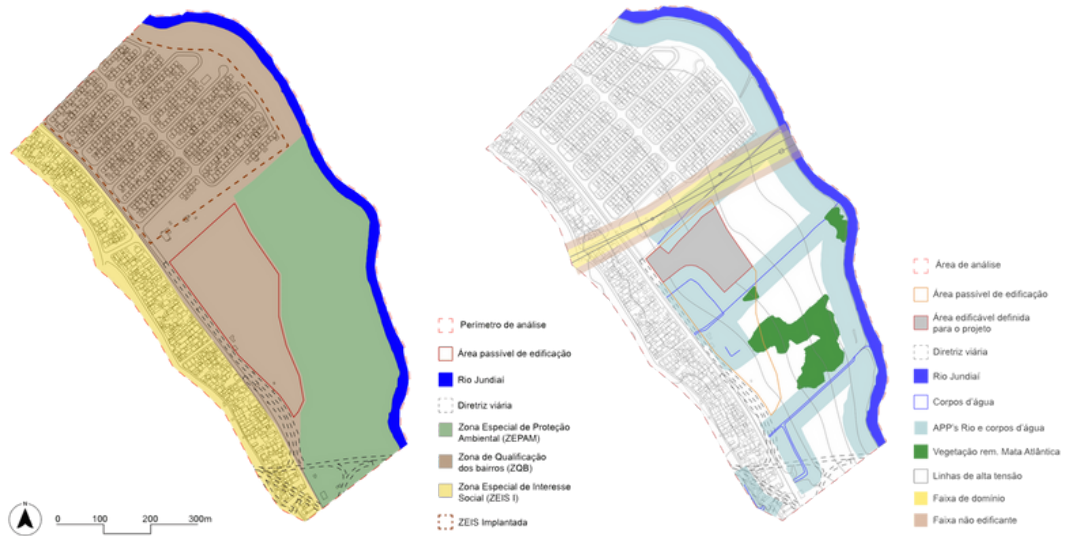 Perímetro de análise
Área passível de edificação
Rio Jundiaí
Diretriz viária
Zona Especial de Proteção
Ambiental (ZEPAM)
Zona de Qualificação
dos bairros (ZQB)
Zona Especial de Interesse
Social (ZEIS I)
ZEIS Implantada
N
0 100 200 300m
Área de análise
Área passível de edificação
Área edificável definida
para o projeto
Diretriz viária
Rio Jundiaí
Corpos d'água
APP's Rio e corpos d'água
Vegetação rem. Mata Atlântica
Linhas de alta tensão
Faixa de domínio
Faixa não edificante